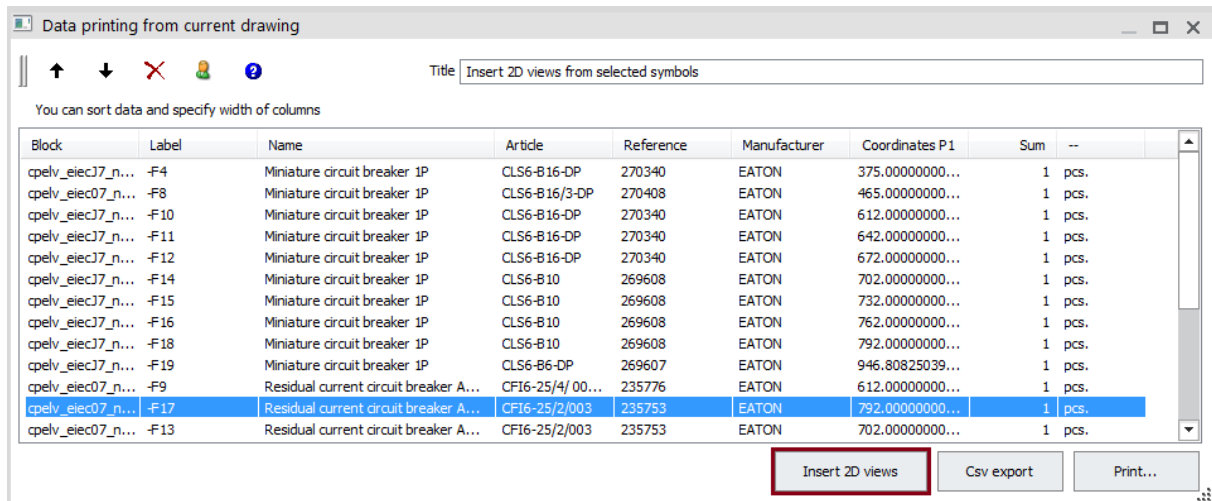 Data printing from current drawing
Title Insert 2D views from selected symbols
You can sort data and specify width of columns
Block Label Name Article Reference Manufacturer Coordinates P1 Sum --
cpelv_eiecJ7_n... -F4 Miniature circuit breaker 1P CLS6-B16-DP 270340 EATON 375.00000000... 1 pcs.
cpelv_eiec07_n... -F8 Miniature circuit breaker 1P CLS6-B16/3-DP 270408 EATON 465.00000000... 1 pcs.
cpelv_eiecJ7_n... -F10 Miniature circuit breaker 1P CLS6-B16-DP 270340 EATON 612.00000000... 1 pcs.
cpelv_eiecJ7_n... -F11 Miniature circuit breaker 1P CLS6-B16-DP 270340 EATON 642.00000000... 1 pcs.
cpelv_eiecJ7_n... -F12 Miniature circuit breaker 1P CLS6-B16-DP 270340 EATON 672.00000000... 1 pcs.
cpelv_eiecJ7_n... -F14 Miniature circuit breaker 1P CLS6-B10 269608 EATON 702.00000000... 1 pcs.
cpelv_eiecJ7_n... -F15 Miniature circuit breaker 1P CLS6-B10 269608 EATON 732.00000000... 1 pcs.
cpelv_eiecJ7_n... -F16 Miniature circuit breaker 1P CLS6-B10 269608 EATON 762.00000000... 1 pcs.
cpelv_eiecJ7_n... -F18 Miniature circuit breaker 1P CLS6-B10 269608 EATON 792.00000000... 1 pcs.
cpelv_eiecJ7_n... -F19 Miniature circuit breaker 1P CLS6-B6-DP 269607 EATON 946.80825039... 1 pcs.
cpelv_eiec07_n... -F9 Residual current circuit breaker A... CFI6-25/4/ 00... 235776 EATON 612.00000000... 1 pcs.
cpelv_eiec07_n... -F17 Residual current circuit breaker A... CFI6-25/2/003 235753 EATON 792.00000000... 1 pcs.
cpelv_eiec07_n... -F13 Residual current circuit breaker A... CFI6-25/2/003 235753 EATON 702.00000000... 1 pcs.
Insert 2D views Csv export Print...